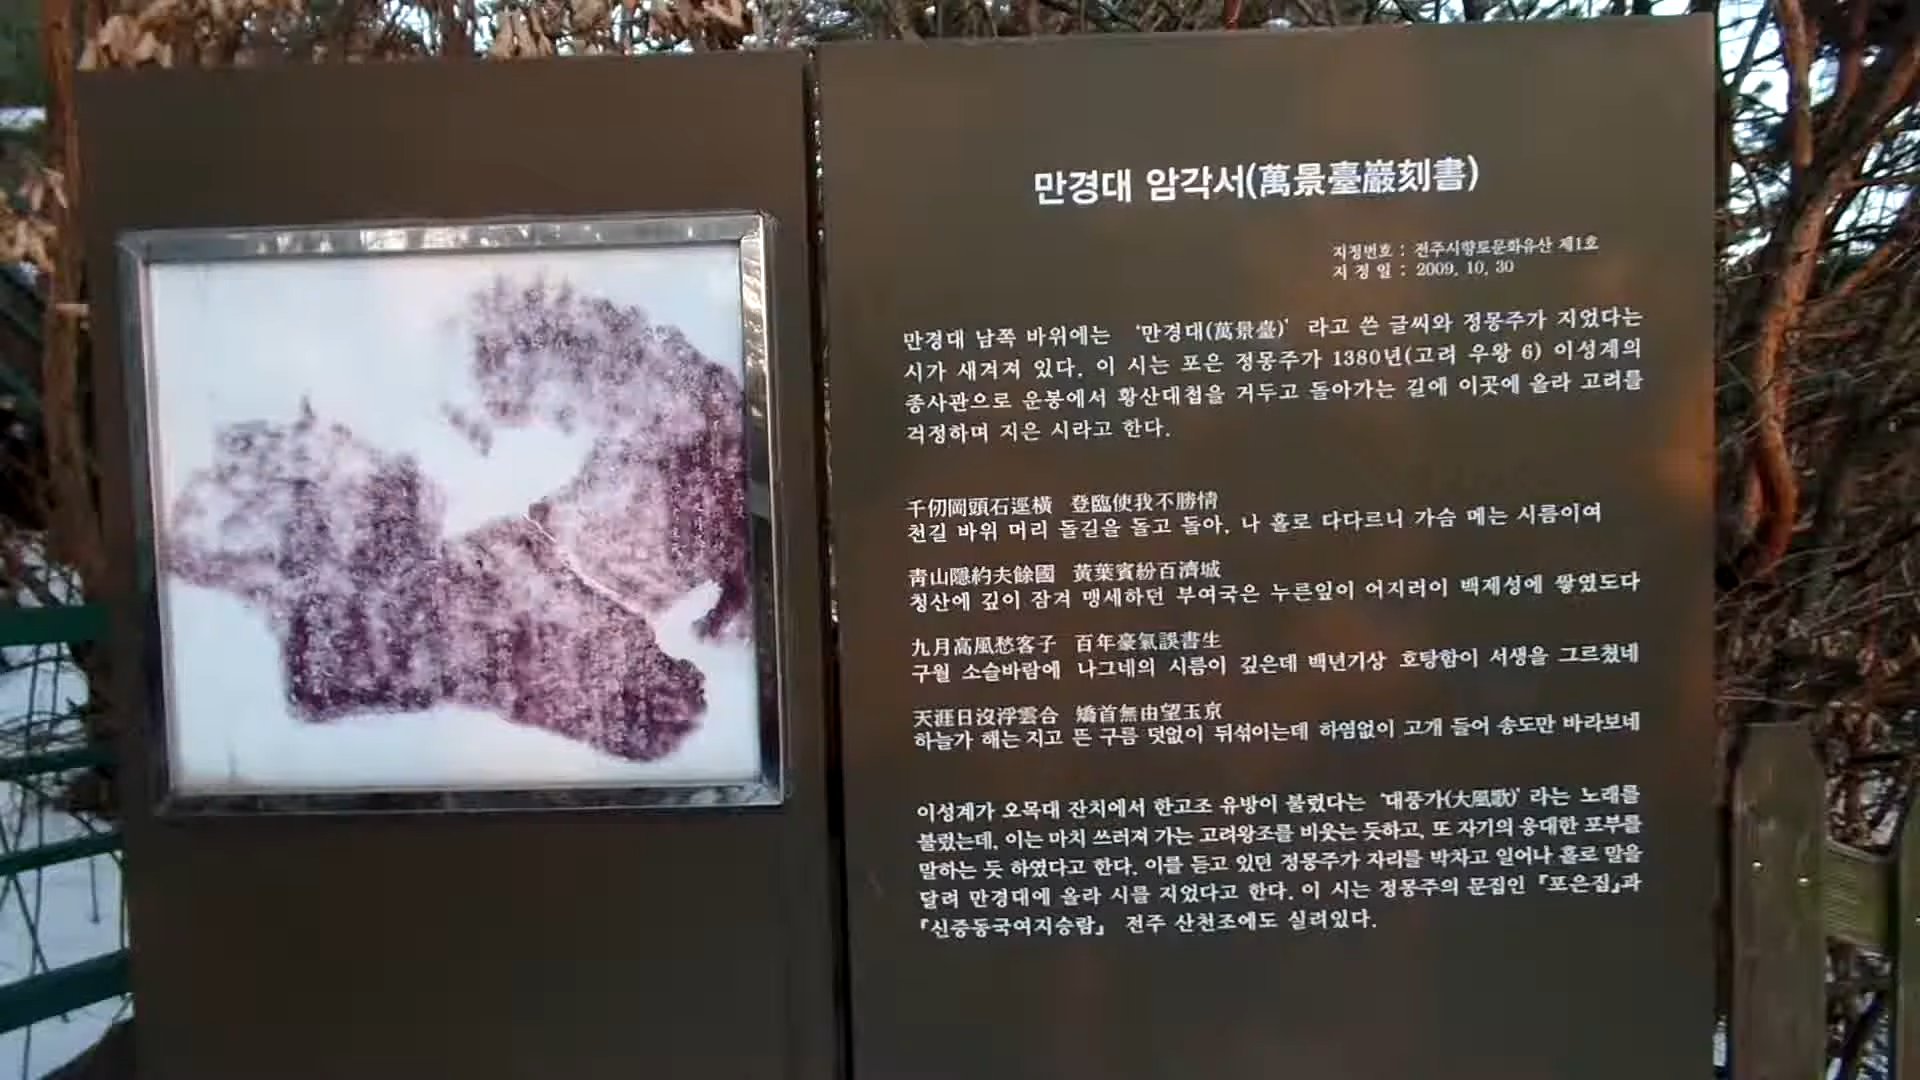 만경대 암각서(萬景臺巖刻書)
지정번호 : 전주시향토문화유산 제1호
지 정 일 : 2009. 10. 30
만경대 남쪽 바위에는 ‘만경대(萬景臺)’ 라고 쓴 글씨와 정몽주가 지었다는
시가 새겨져 있다. 이 시는 포은 정몽주가 1380년(고려 우왕 6) 이성계의
종사관으로 운봉에서 황산대첩을 거두고 돌아가는 길에 이곳에 올라 고려를
걱정하며 지은 시라고 한다.
千仞岡頭石逕橫 登臨使我不勝情
천길 바위 머리 돌길을 돌고 돌아, 나 홀로 다다르니 가슴 메는 시름이여
靑山隱約夫餘國 黃葉賓紛百濟城
청산에 깊이 잠겨 맹세하던 부여국은 누른잎이 어지러이 백제성에 쌓였도다
九月高風愁客子 百年豪氣誤書生
구월 소슬바람에 나그네의 시름이 깊은데 백년기상 호탕함이 서생을 그르쳤네
天涯日沒浮雲合 矯首無由望玉京
하늘가 해는 지고 뜬 구름 덧없이 뒤섞이는데 하염없이 고개 들어 송도만 바라보네
이성계가 오목대 잔치에서 한고조 유방이 불렀다는 ‘대풍가(大風歌)’ 라는 노래를
불렀는데, 이는 마치 쓰러져 가는 고려왕조를 비웃는 듯하고, 또 자기의 웅대한 포부를
말하는 듯 하였다고 한다. 이를 듣고 있던 정몽주가 자리를 박차고 일어나 홀로 말을
달려 만경대에 올라 시를 지었다고 한다. 이 시는 정몽주의 문집인 『포은집』과
『신증동국여지승람』 전주 산천조에도 실려있다.